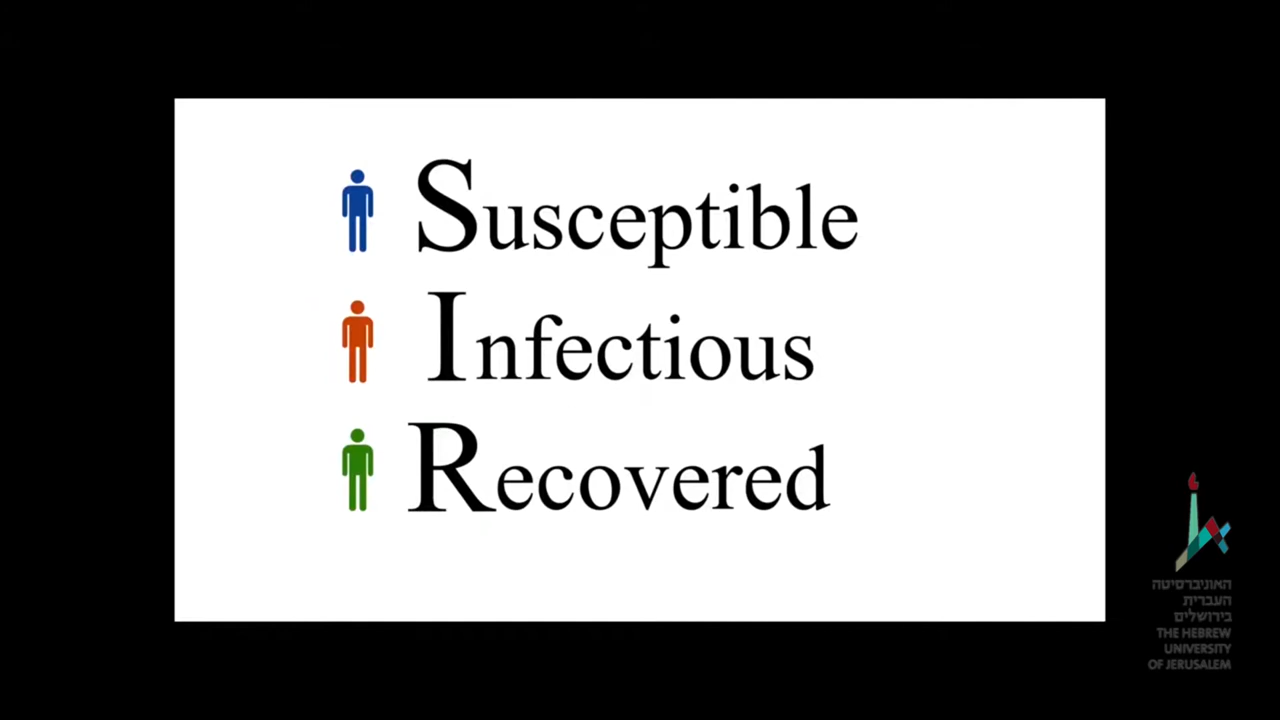 Susceptible
Infectious
Recovered
האוניברסיטה
העברית
בירושלים
THE HEBREW
UNIVERSITY
OF JERUSALEM